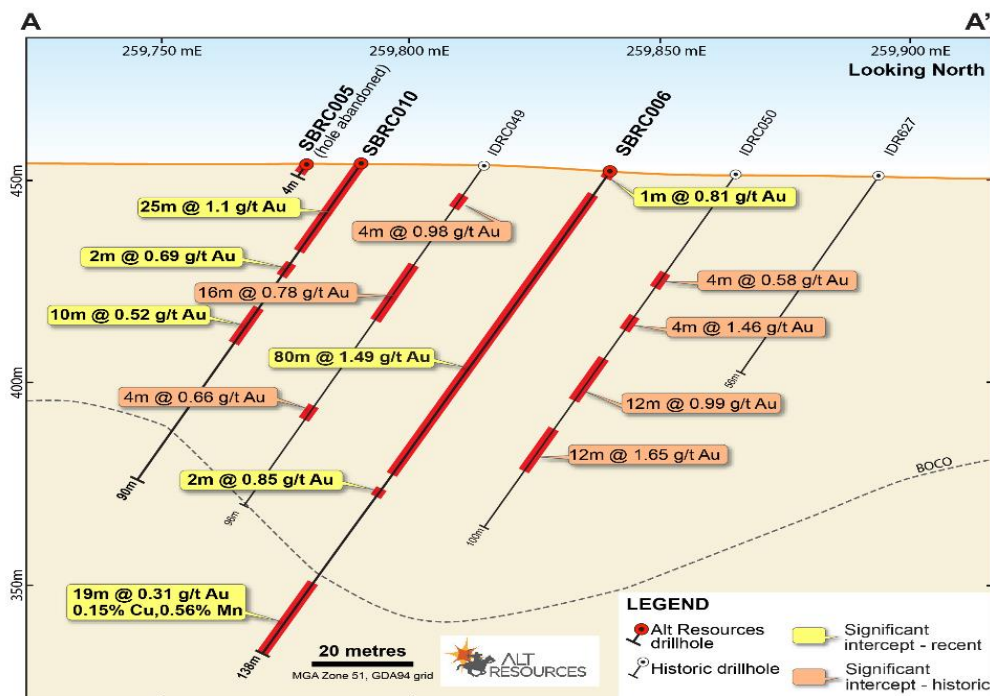 A
A'
259,750 mE
259,800 mE
259,850 mE
259,900 mE
Looking North
SBRC005
(hole abandoned)
SBRC010
IDRC049
SBRC006
IDRC050
IDR627
450m
4m
1m @ 0.81 g/t Au
25m @ 1.1 g/t Au
4m @ 0.98 g/t Au
2m @ 0.69 g/t Au
4m @ 0.58 g/t Au
16m @ 0.78 g/t Au
10m @ 0.52 g/t Au
4m @ 1.46 g/t Au
80m @ 1.49 g/t Au
56m
400m
4m @ 0.66 g/t Au
12m @ 0.99 g/t Au
12m @ 1.65 g/t Au
BOCO
2m @ 0.85 g/t Au
90m
96m
100m
350m
19m @ 0.31 g/t Au
0.15% Cu,0.56% Mn
138m
20 metres
MGA Zone 51, GDA94 grid
ALT
RESOURCES
LEGEND
Alt Resources
drillhole
Historic drillhole
Significant
intercept - recent
Significant
intercept - historic